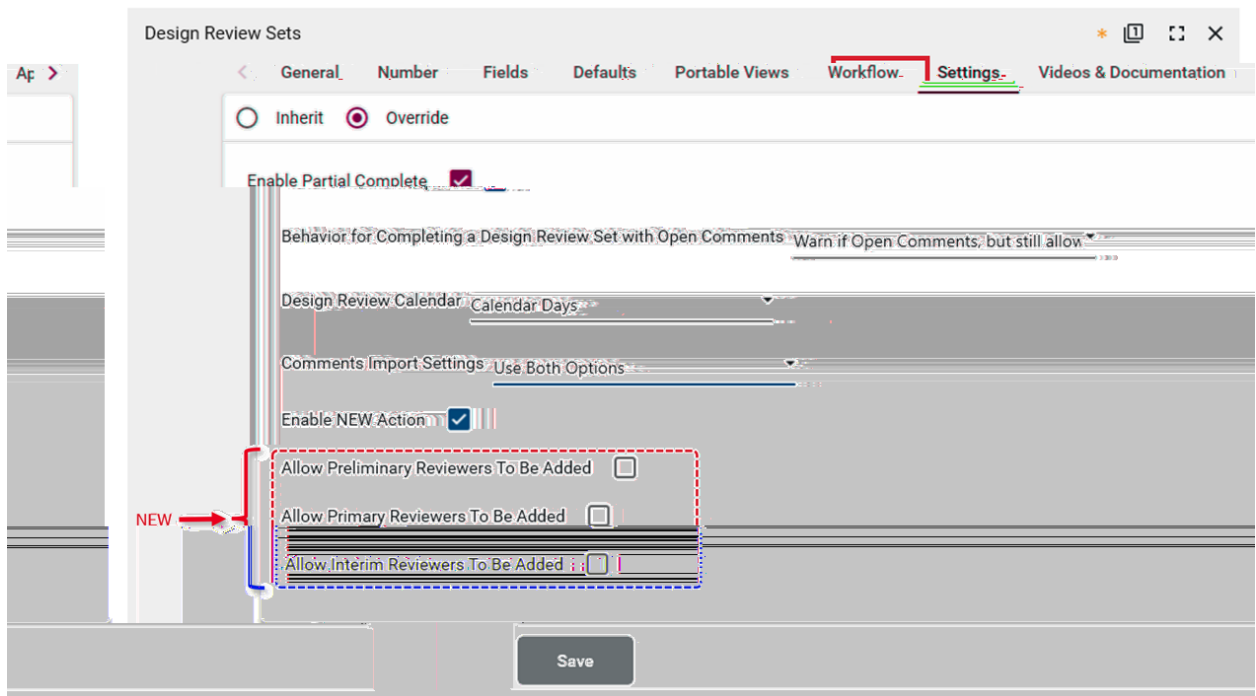 Design Review Sets
General Number Fields Defaults Portable Views Workflow Settings Videos & Documentation
Inherit Override
Enable Partial Complete
Behavior for Completing a Design Review Set with Open Comments Warn if Open Comments, but still allow
Design Review Calendar Calendar Days
Comments Import Settings Use Both Options
Enable NEW Action
Allow Preliminary Reviewers To Be Added
NEW Allow Primary Reviewers To Be Added
Allow Interim Reviewers To Be Added
Save